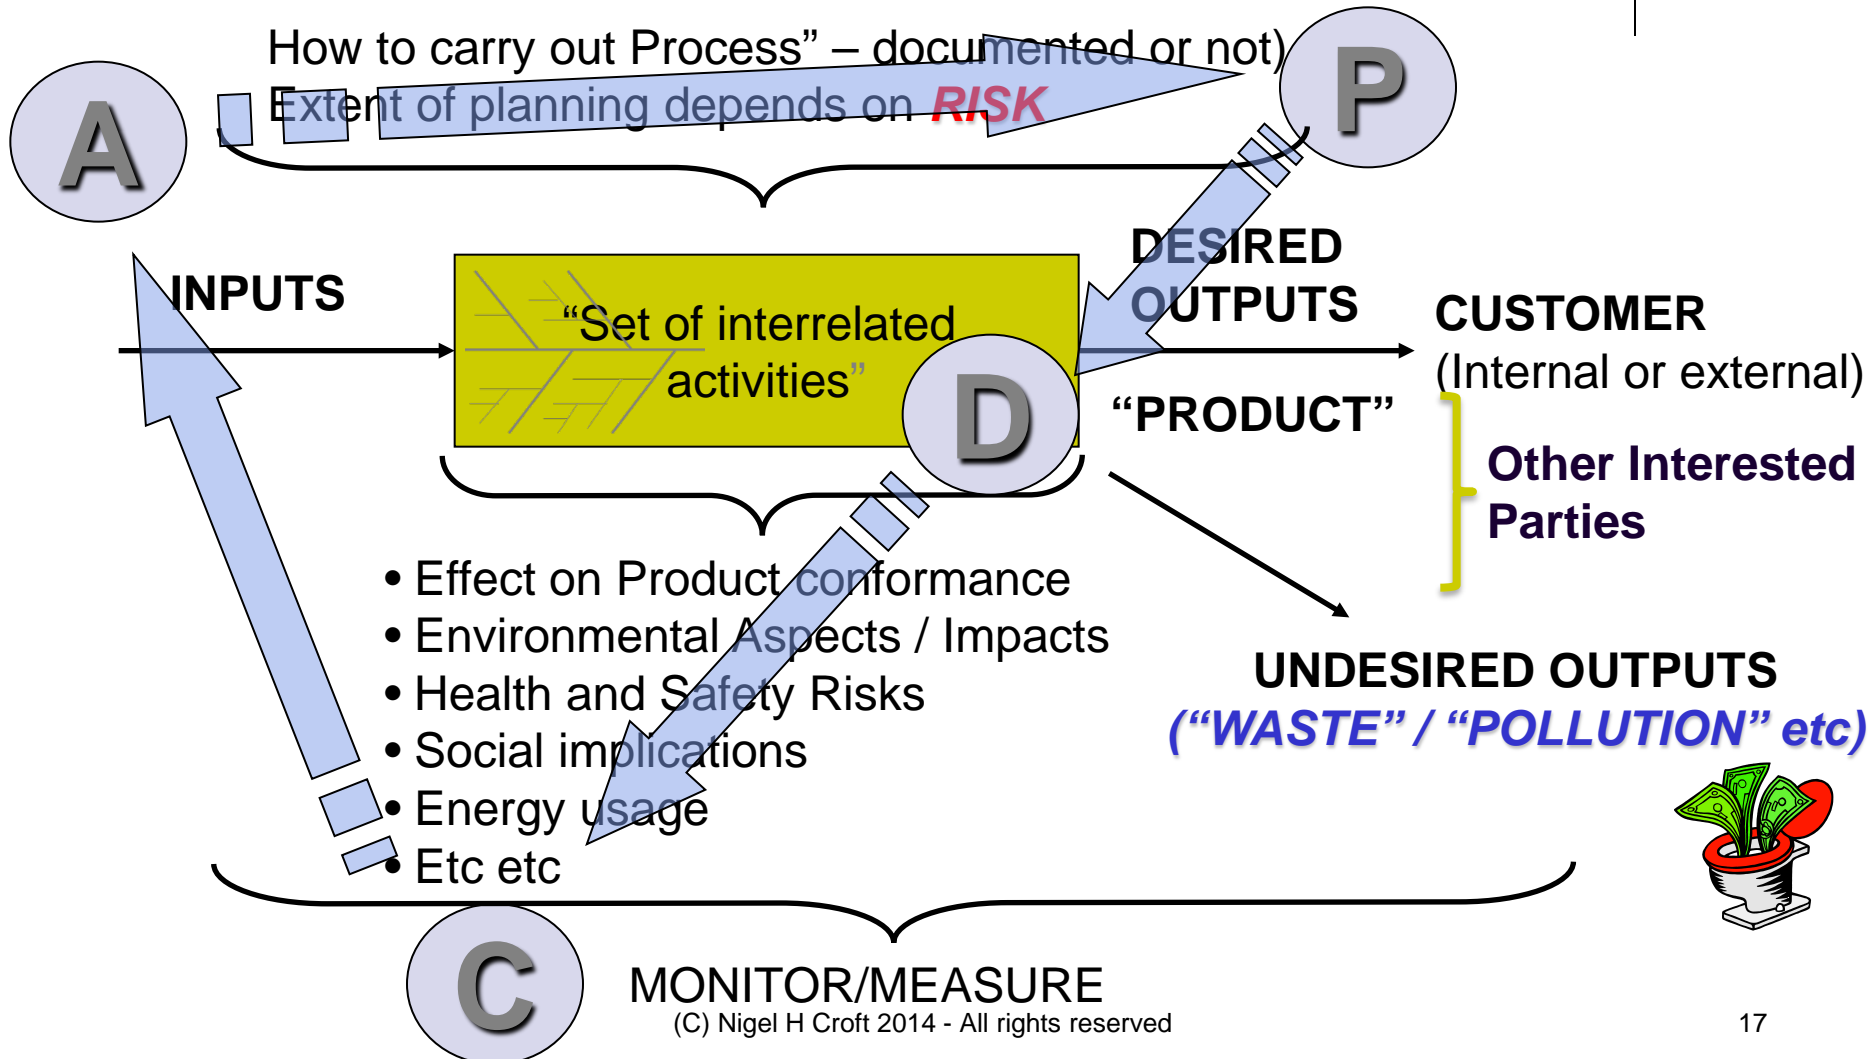 How to carry out Process” – documented or not)
Extent of planning depends on RISK
A
P
INPUTS
“Set of interrelated
activities”
D
DESIRED
OUTPUTS
“PRODUCT”
CUSTOMER
(Internal or external)
Other Interested
Parties
• Effect on Product conformance
• Environmental Aspects / Impacts
• Health and Safety Risks
• Social implications
• Energy usage
• Etc etc
UNDESIRED OUTPUTS
(“WASTE” / “POLLUTION” etc)
C
MONITOR/MEASURE
(C) Nigel H Croft 2014 - All rights reserved
17